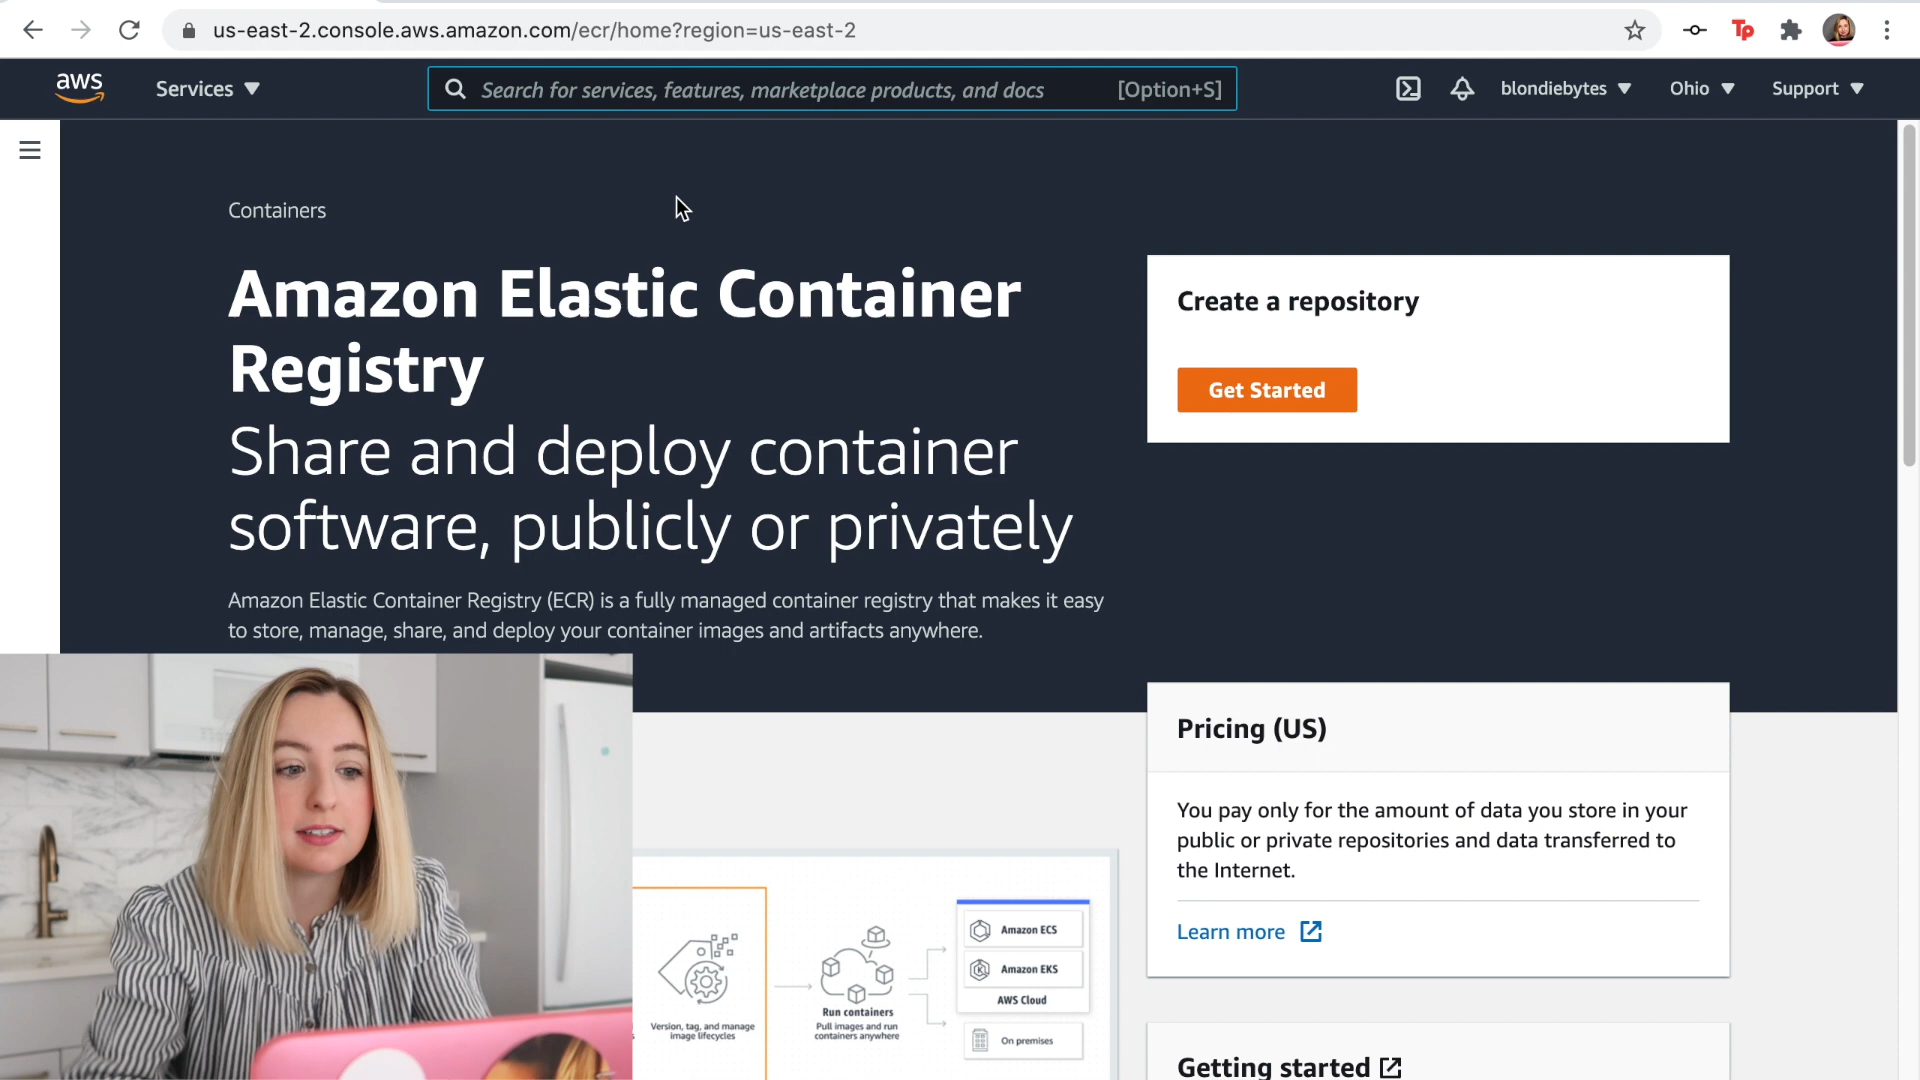 us-east-2.console.aws.amazon.com/ecr/home?region=us-east-2
Tp
aws
Services
Search for services, features, marketplace products, and docs
[Option+S]
blondiebytes
Ohio
Support
Containers
Amazon Elastic Container
Registry
Share and deploy container
software, publicly or privately
Amazon Elastic Container Registry (ECR) is a fully managed container registry that makes it easy
to store, manage, share, and deploy your container images and artifacts anywhere.
Create a repository
Get Started
Pricing (US)
You pay only for the amount of data you store in your
public or private repositories and data transferred to
the Internet.
Learn more
Getting started
Version, tag, and manage
image lifecycles
Run containers
Pull images and run
containers anywhere
Amazon ECS
Amazon EKS
AWS Cloud
On premises